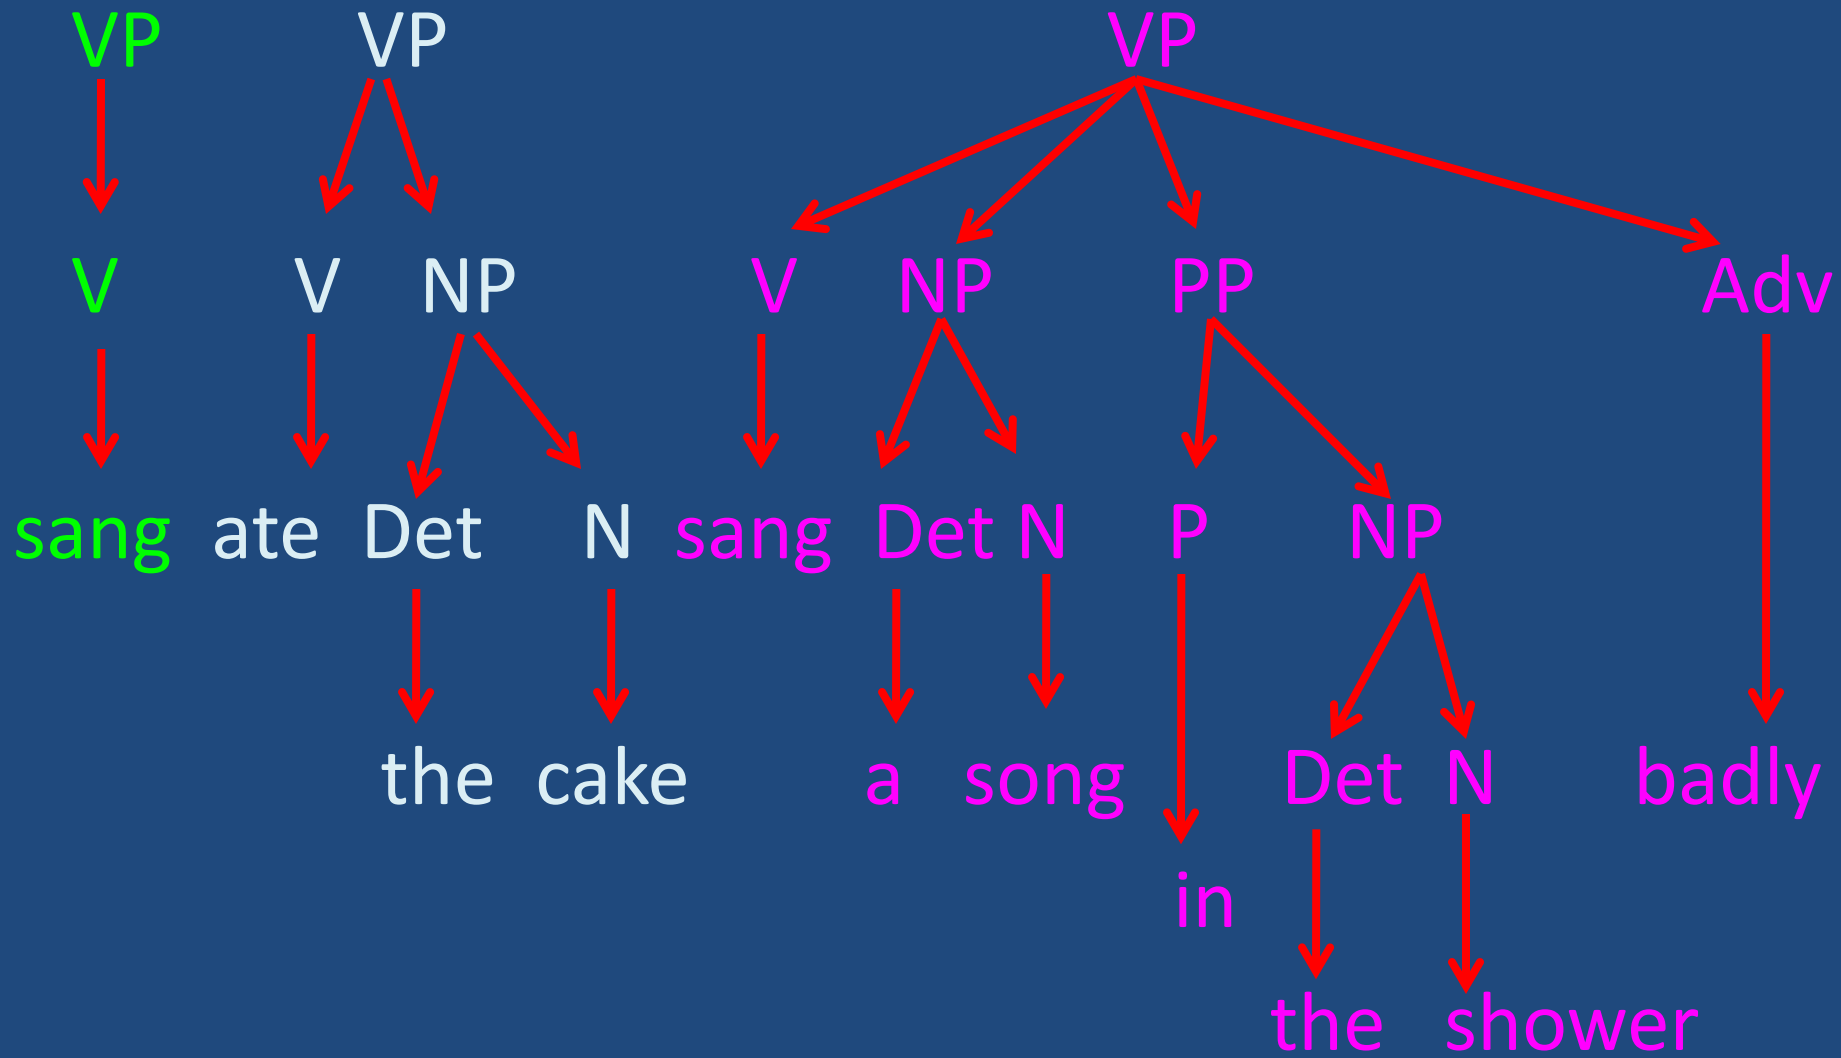 VP VP VP
V V NP V NP PP Adv
sang ate Det N sang Det N P NP
the cake a song Det N badly
in
the shower